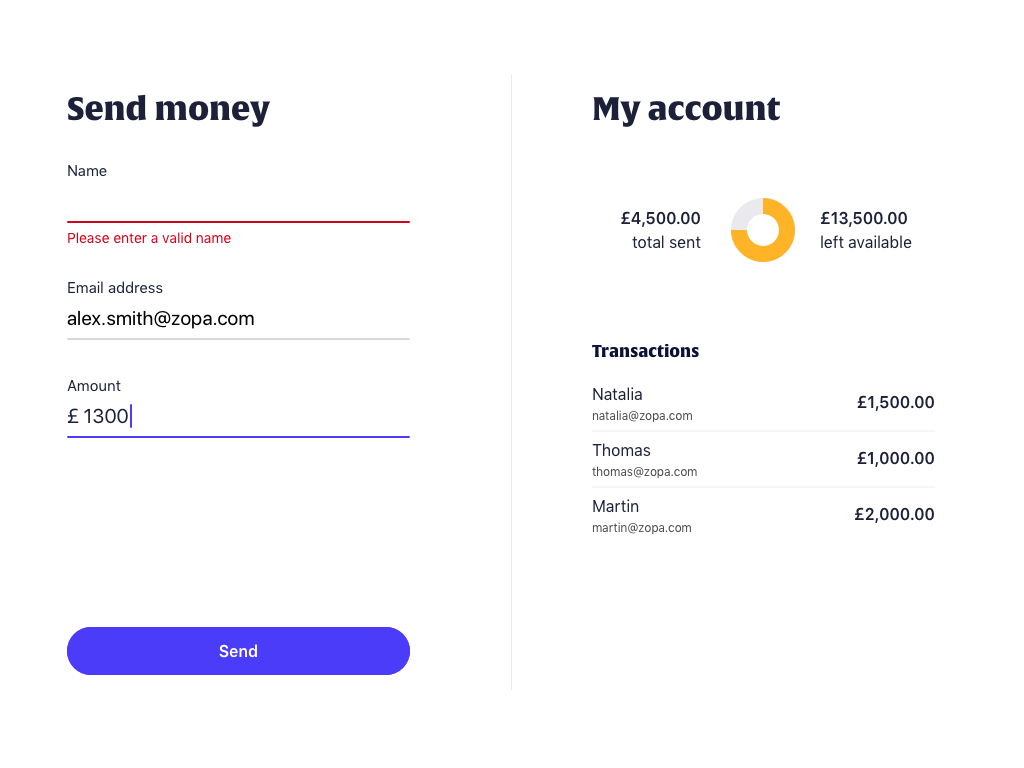 Send money
Name
Please enter a valid name
Email address
alex.smith@zopa.com
Amount
£ 1300
Send
My account
£4,500.00
total sent
£13,500.00
left available
Transactions
Natalia
natalia@zopa.com
£1,500.00
Thomas
thomas@zopa.com
£1,000.00
Martin
martin@zopa.com
£2,000.00